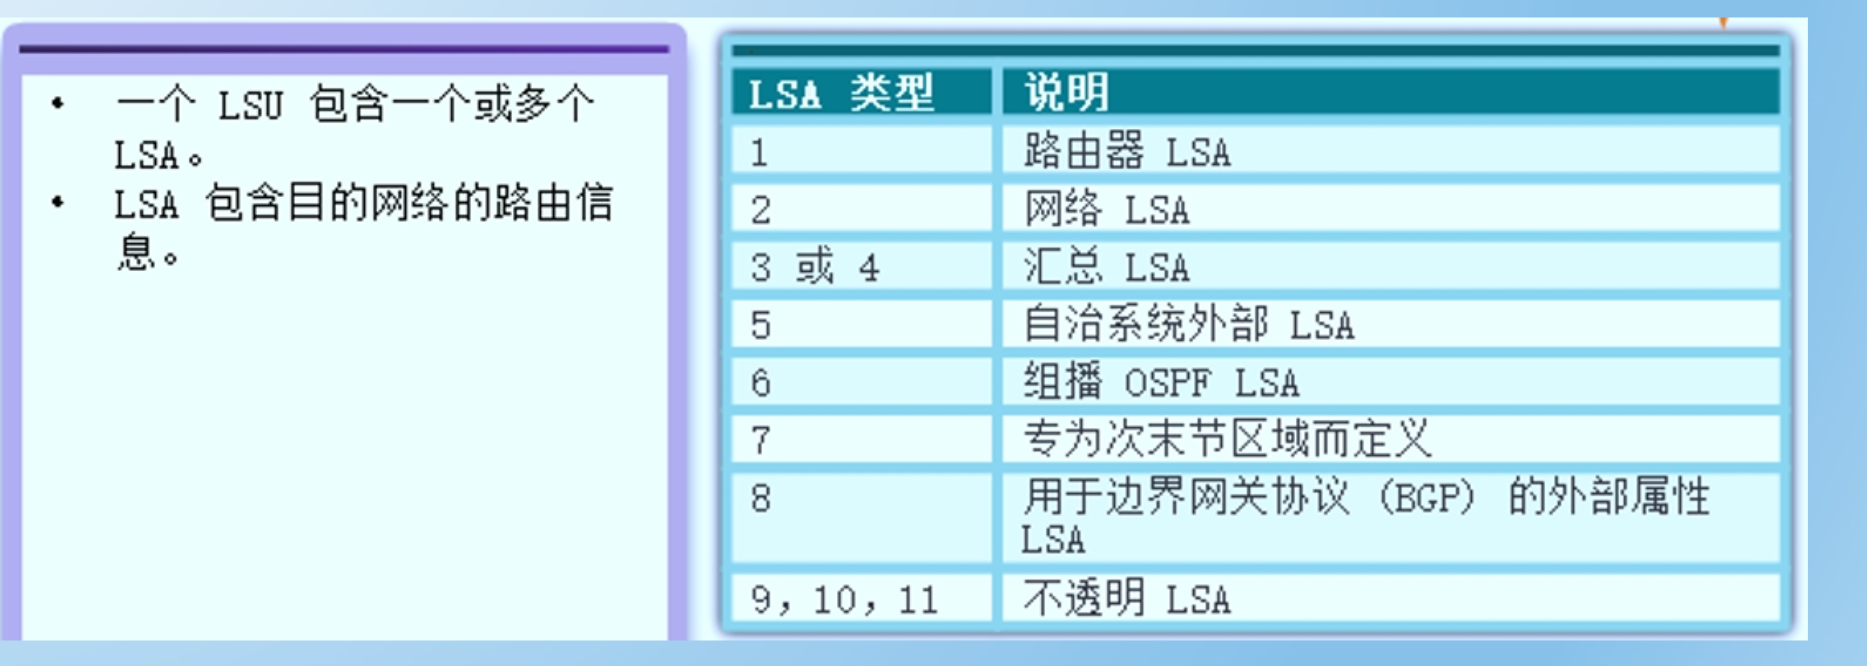 • 一个 LSU 包含一个或多个
LSA。
• LSA 包含目的网络的路由信
息。
LSA 类型 说明
1 路由器 LSA
2 网络 LSA
3 或 4 汇总 LSA
5 自治系统外部 LSA
6 组播 OSPF LSA
7 专为次末节区域而定义
8 用于边界网关协议 (BGP) 的外部属性
LSA
9, 10, 11 不透明 LSA